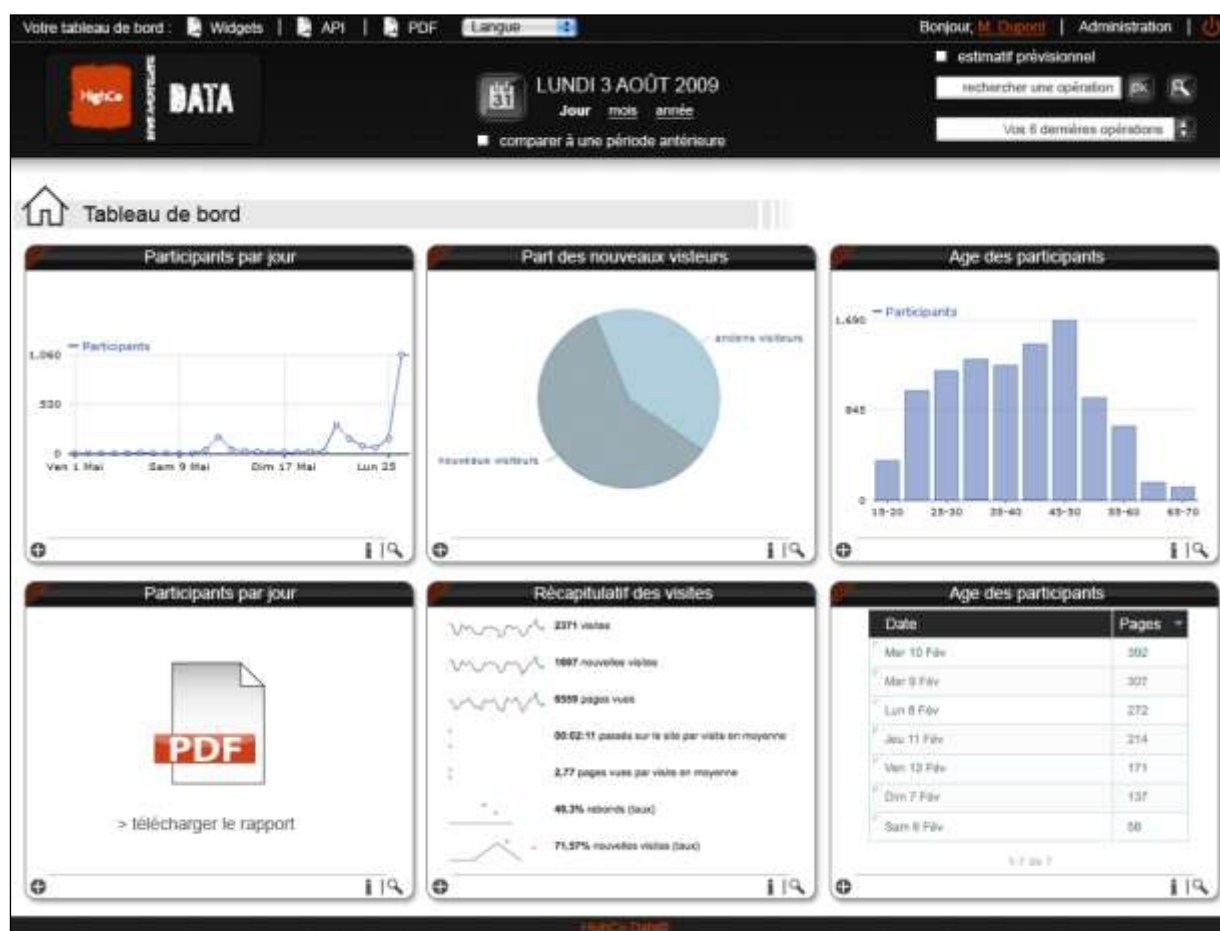 Votre tableau de bord : Widgets | API | PDF Langue
Bonjour, M. Dupont | Administration |
HighCo DATA
31
LUNDI 3 AOÛT 2009
Jour mois année
comparer à une période antérieure
estimatif prévisionnel
rechercher une opération ok
Vos 6 dernières opérations
Tableau de bord
Participants par jour
Participants
1.060
530
0
Ven 1 Mai Sam 9 Mai Dim 17 Mai Lun 25
Part des nouveaux visteurs
anciens visiteurs
nouveaux visiteurs
Age des participants
Participants
1.690
845
0
15-20 25-30 35-40 45-50 55-60 65-70
Participants par jour
PDF
> télécharger le rapport
Récapitulatif des visites
2371 visites
1697 nouvelles visites
6559 pages vues
00:02:11 passés sur le site par visite en moyenne
2,77 pages vues par visite en moyenne
49.3% rebonds (taux)
71,57% nouvelles visites (taux)
Age des participants
Date Pages
Mer 10 Fév 392
Mar 9 Fév 307
Lun 8 Fév 272
Jeu 11 Fév 214
Ven 12 Fév 171
Dim 7 Fév 137
Sam 6 Fév 58
1-7 de 7
HighCo DATA